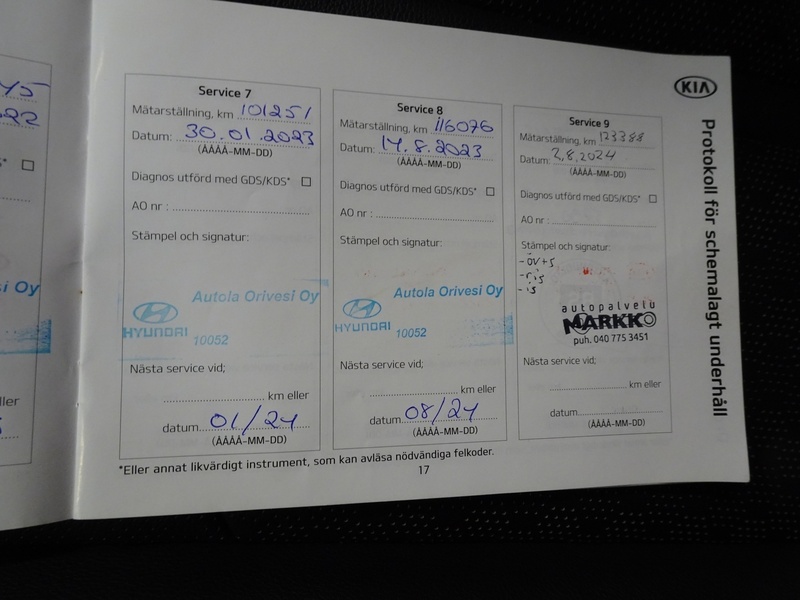 KIA
Protokoll för schemalagt underhåll
Service 7
Mätarställning, km 101251
Datum: 30.01.2023
(ÅÅÅÅ-MM-DD)
Diagnos utförd med GDS/KDS*
AO nr :
Stämpel och signatur:
Autola Orivesi Oy
HYUNDAI
10052
Nästa service vid;
km eller
datum 01/24
(ÅÅÅÅ-MM-DD)
Service 8
Mätarställning, km 116076
Datum: 14.8.2023
(ÅÅÅÅ-MM-DD)
Diagnos utförd med GDS/KDS*
AO nr :
Stämpel och signatur:
Autola Orivesi Oy
HYUNDAI
10052
Nästa service vid;
km eller
datum 08/24
(ÅÅÅÅ-MM-DD)
Service 9
Mätarställning, km 123388
Datum: 2.8.2024
(ÅÅÅÅ-MM-DD)
Diagnos utförd med GDS/KDS*
AO nr :
Stämpel och signatur:
-öv+s
-is
autopalvelu
MARKKO
puh. 040 775 3451
Nästa service vid;
km eller
datum
(ÅÅÅÅ-MM-DD)
*Eller annat likvärdigt instrument, som kan avläsa nödvändiga felkoder.
17